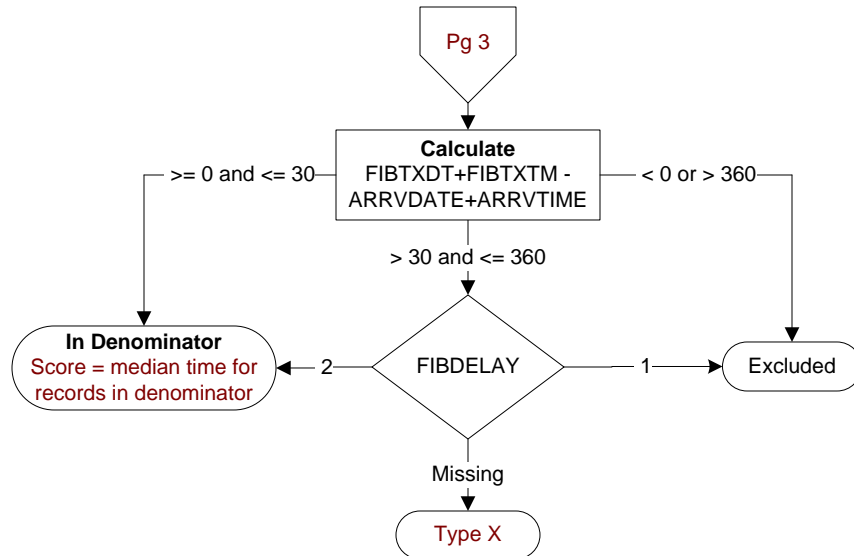 Pg 3
Calculate
FIBTXDT+FIBTXTM -
ARRVDATE+ARRVTIME
>= 0 and <= 30
< 0 or > 360
> 30 and <= 360
In Denominator
Score = median time for
records in denominator
2
FIBDELAY
1
Excluded
Missing
Type X